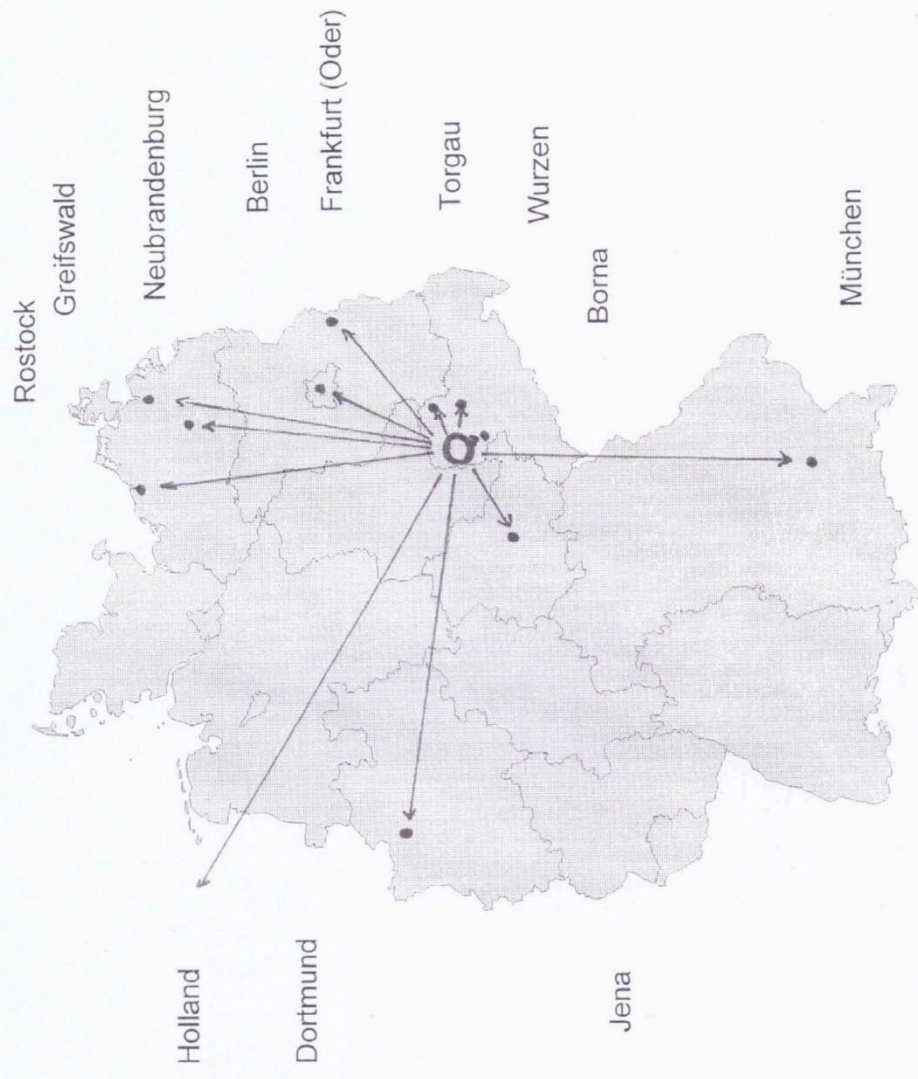 Rostock
Greifswald
Neubrandenburg
Berlin
Frankfurt (Oder)
Torgau
Wurzen
Borna
München
Holland
Dortmund
Jena